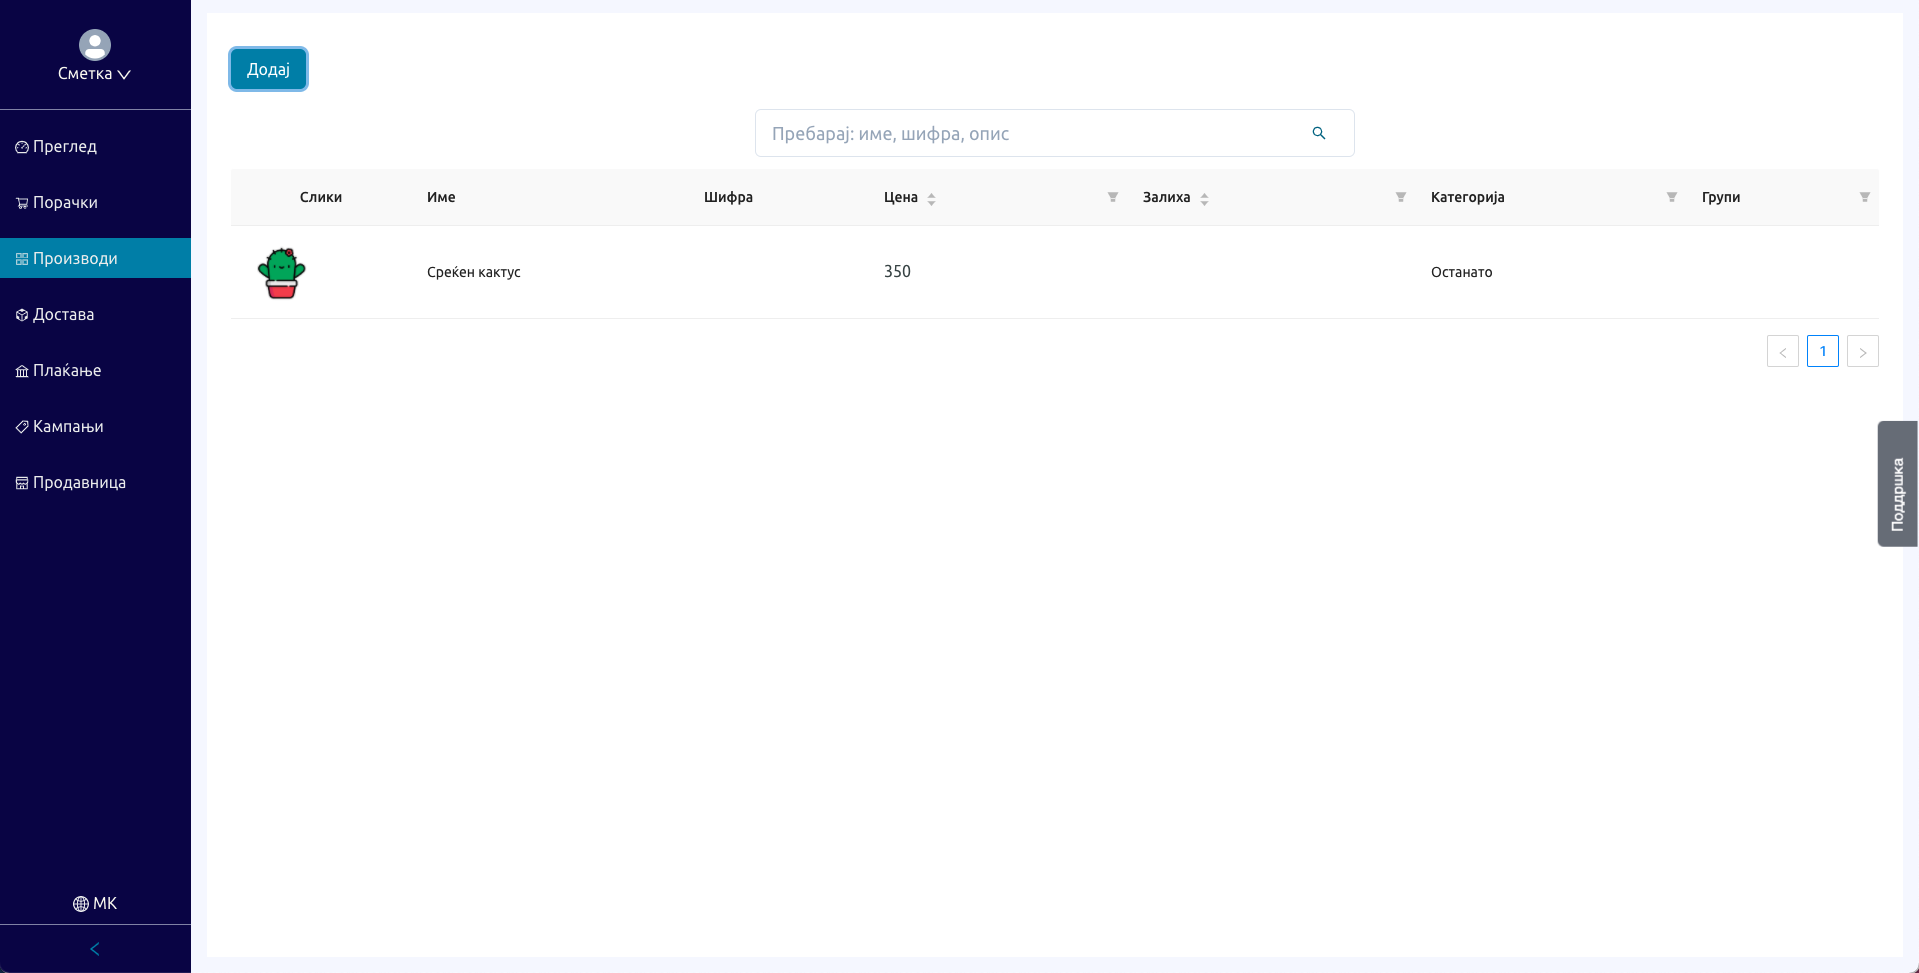 Сметка
Преглед
Порачки
Производи
Достава
Плаќање
Кампањи
Продавница
МК
Додај
Пребарај: име, шифра, опис
Слики Име Шифра Цена Залиха Категорија Групи
Среќен кактус 350 Останато
1
Поддршка